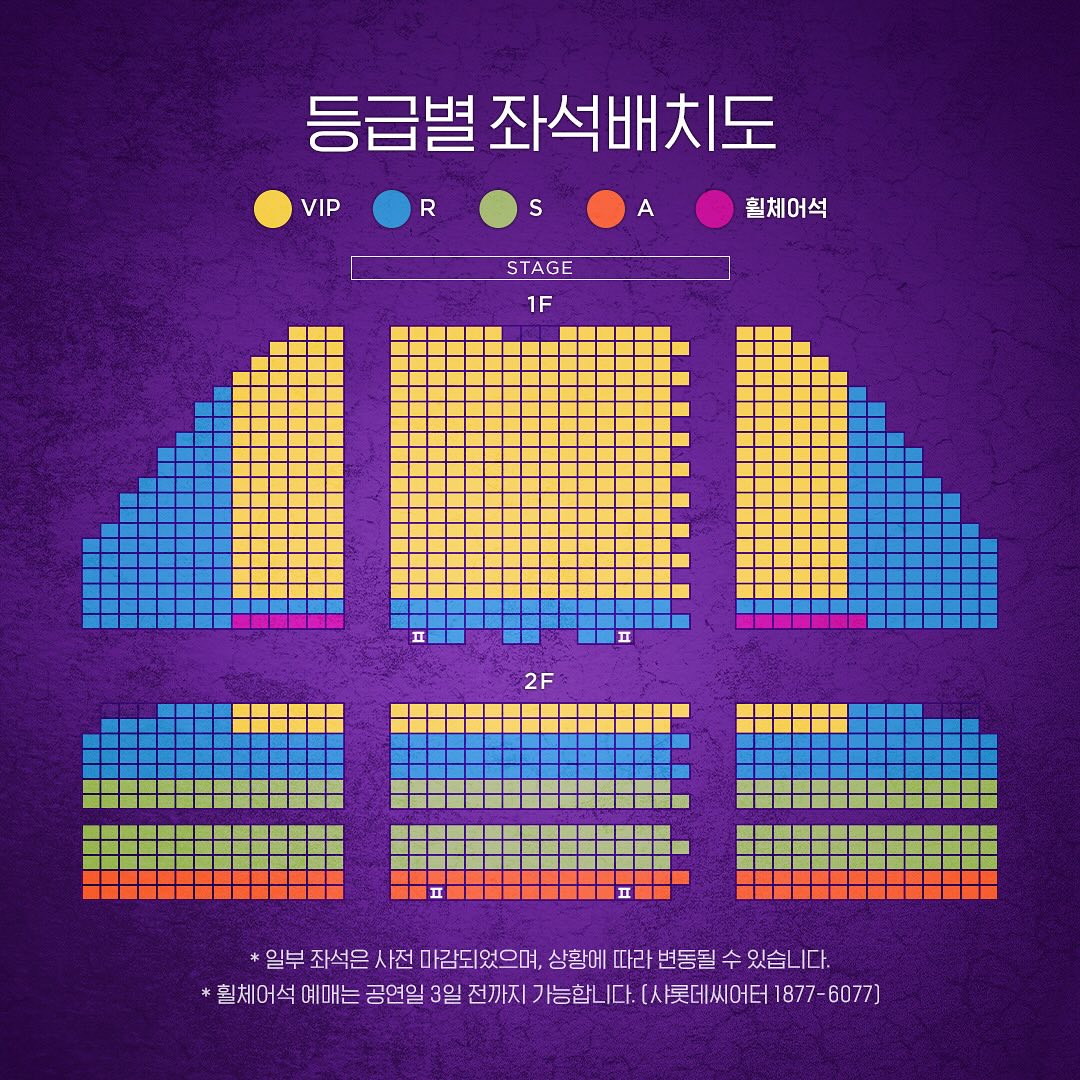 등급별 좌석배치도
VIP R S A 휠체어석
STAGE
1F
ㅍ ㅍ
2F
ㅍ ㅍ
* 일부 좌석은 사전 마감되었으며, 상황에 따라 변동될 수 있습니다.
* 휠체어석 예매는 공연일 3일 전까지 가능합니다. (샤롯데씨어터 1877-6077)